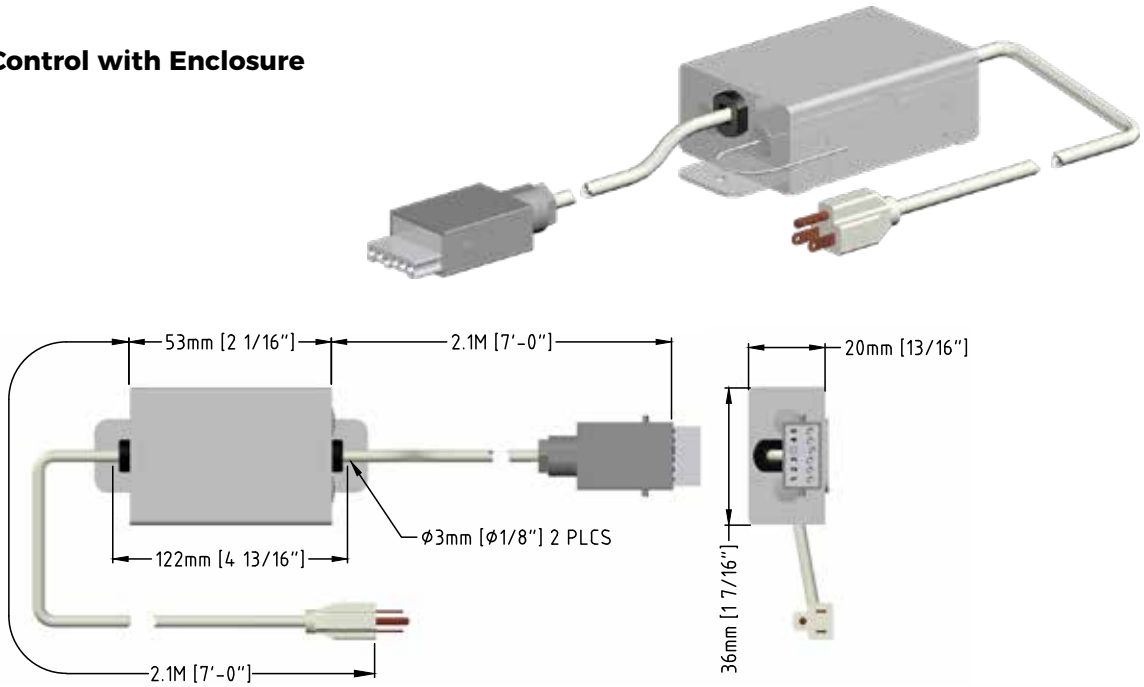 Control with Enclosure
53mm [2 1/16"]
2.1M [7'-0"]
20mm [13/16"]
Ø3mm [Ø1/8"] 2 PLCS
122mm [4 13/16"]
36mm [1 7/16"]
2.1M [7'-0"]